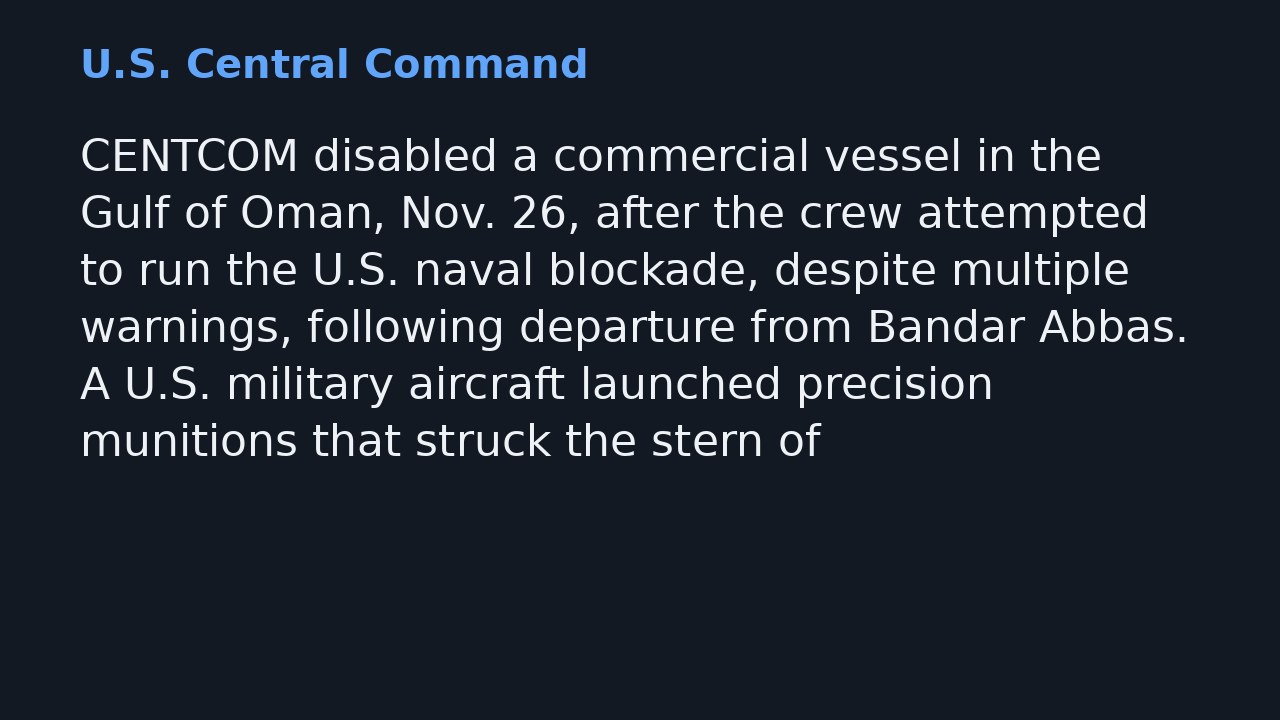 U.S. Central Command
CENTCOM disabled a commercial vessel in the
Gulf of Oman, Nov. 26, after the crew attempted
to run the U.S. naval blockade, despite multiple
warnings, following departure from Bandar Abbas.
A U.S. military aircraft launched precision
munitions that struck the stern of